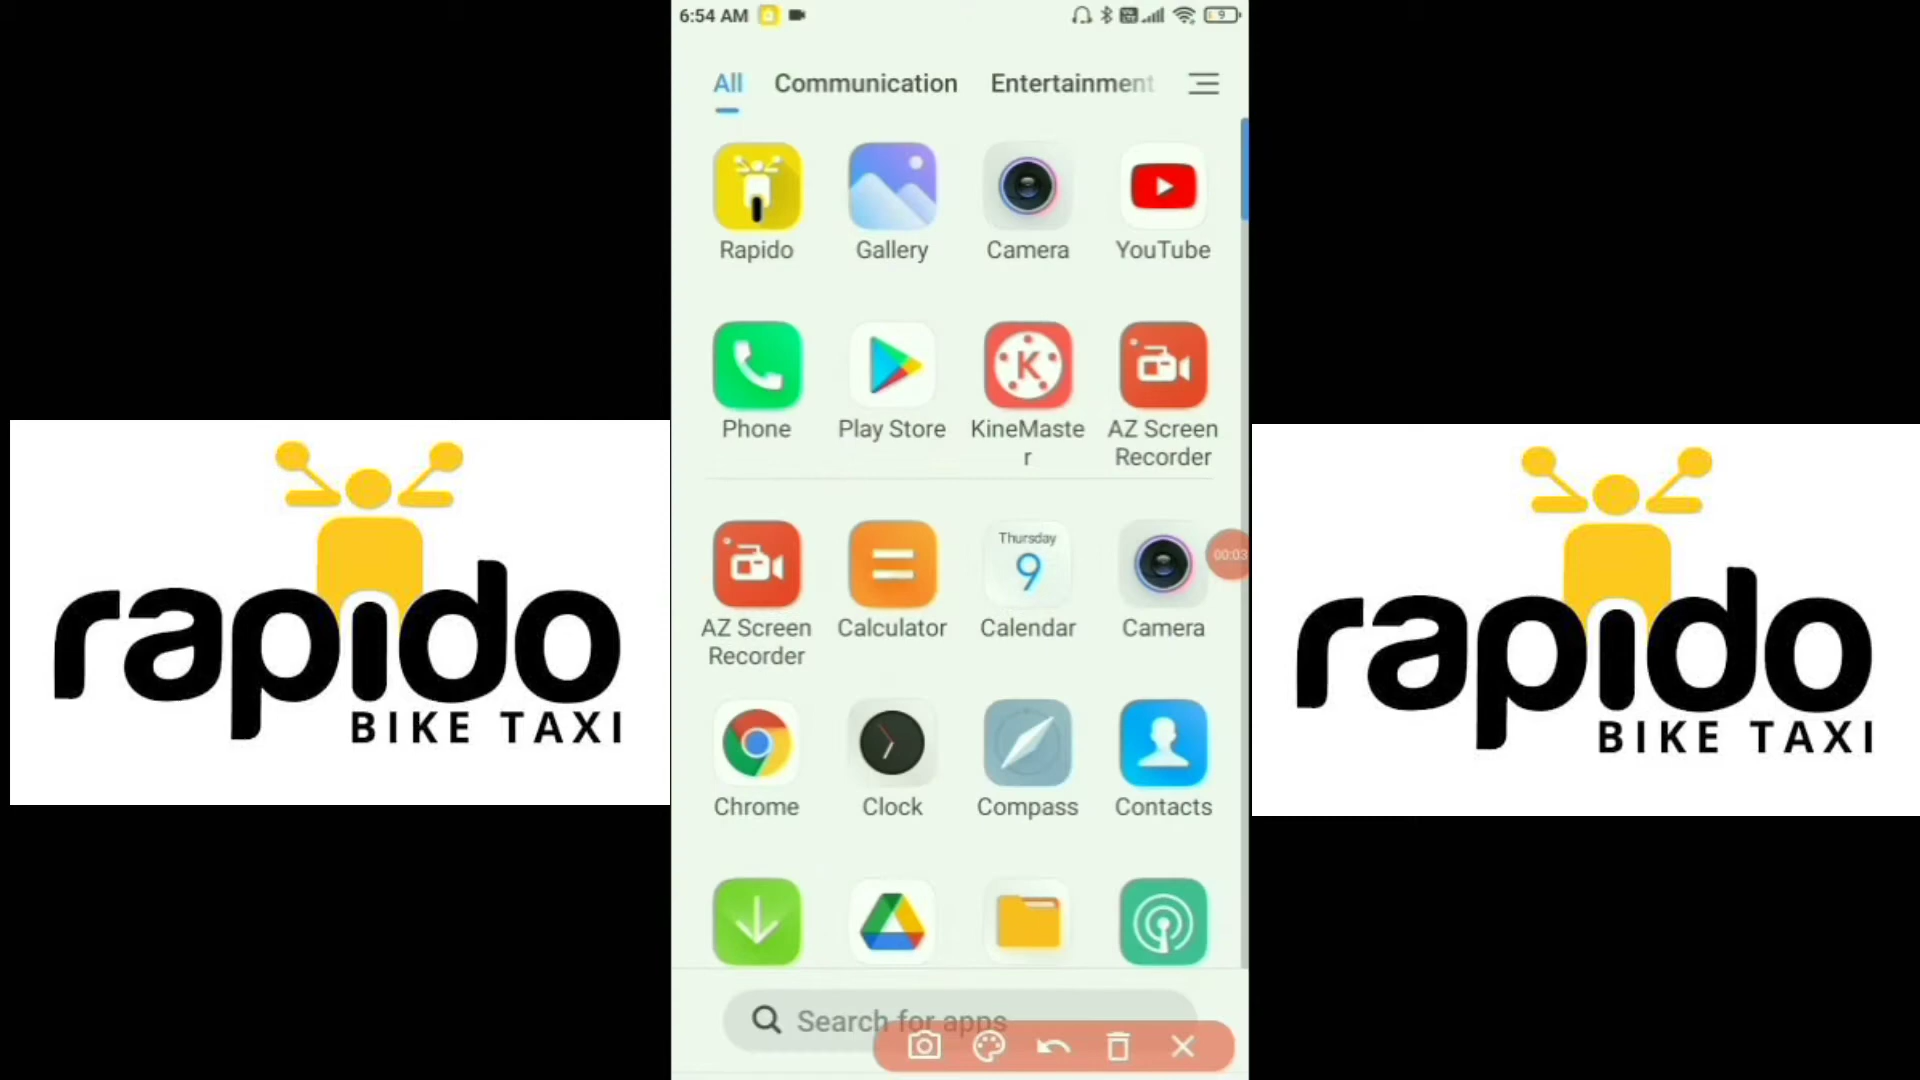 6:54 AM
9
All Communication Entertainment
Rapido Gallery Camera YouTube
Phone Play Store KineMaste AZ Screen
r Recorder
Thursday
9
00:03
AZ Screen Calculator Calendar Camera
Recorder
Chrome Clock Compass Contacts
Search for apps
rapido
BIKE TAXI
rapido
BIKE TAXI